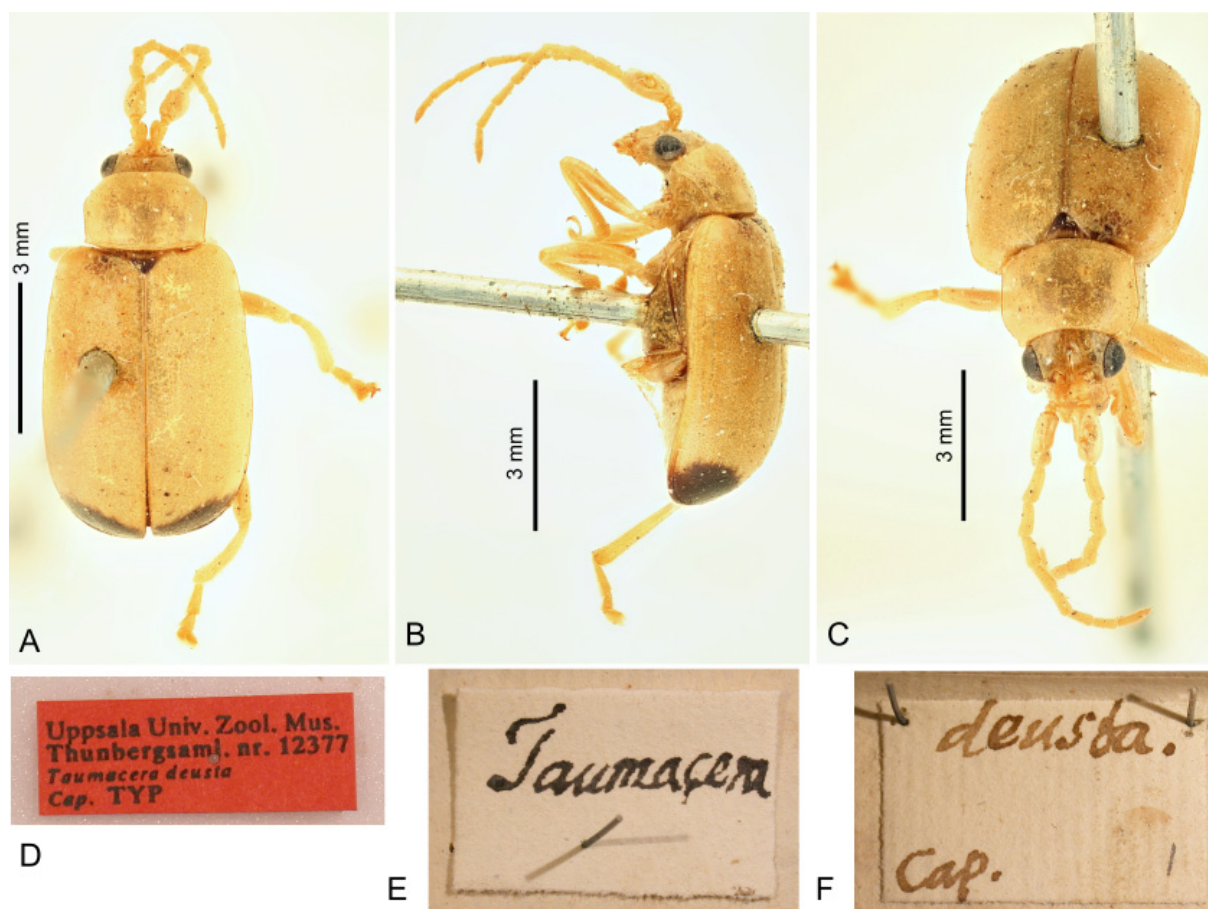 3 mm
A
3 mm
B
3 mm
C
Uppsala Univ. Zool. Mus.
Thunbergsaml. nr. 12377
Taumacera deusta
Cap. TYP
D
Taumacera
E
deusta.
Cap.
F